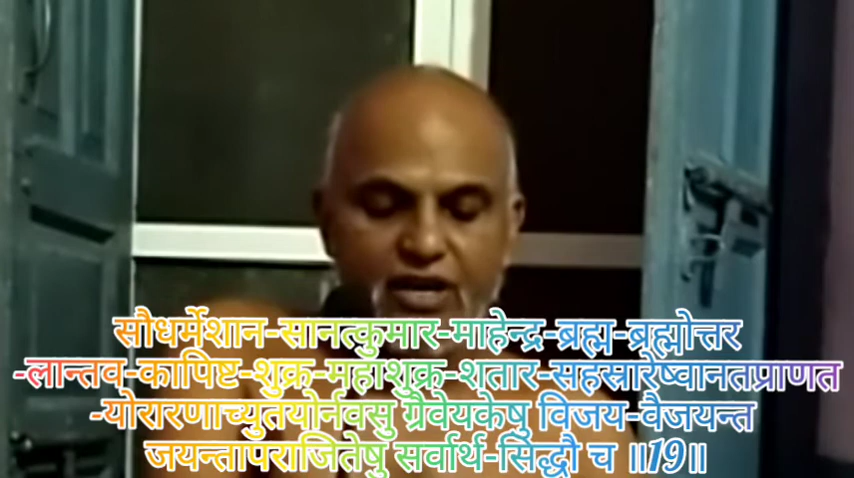 सौधर्मेशान-सानत्कुमार-माहेन्द्र-ब्रह्म-ब्रह्मोत्तर
-लान्तव-कापिष्ट-शुक्र-महाशुक्र-शतार-सहस्रारेष्वानतप्राणत
-योरारणाच्युतयोर्नवसु ग्रैवेयकेषु विजय-वैजयन्त
जयन्तापराजितेषु सर्वार्थ-सिद्धौ च ॥19॥